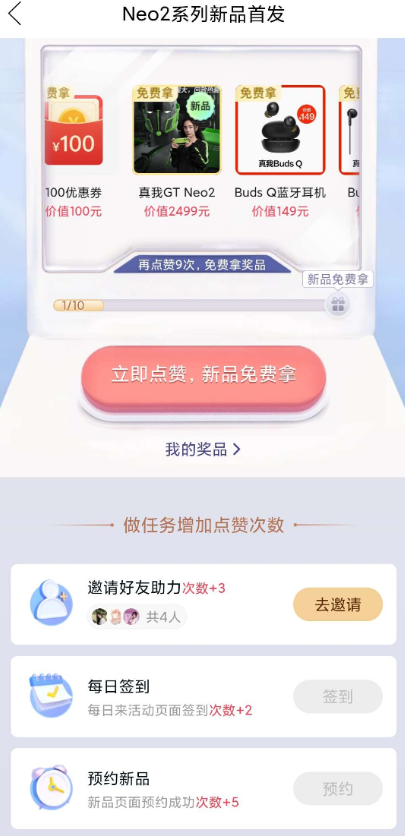 Neo2系列新品首发
费拿
¥100
100优惠券
价值100元
免费拿
新品
真我GT Neo2
价值2499元
免费拿
149
真我Buds Q
Buds Q蓝牙耳机
价值149元
免
Bu
价
再点赞9次，免费拿奖品
新品免费拿
1/10
立即点赞，新品免费拿
我的奖品
做任务增加点赞次数
邀请好友助力次数+3
共4人
去邀请
每日签到
每日来活动页面签到次数+2
签到
预约新品
新品页面预约成功次数+5
预约